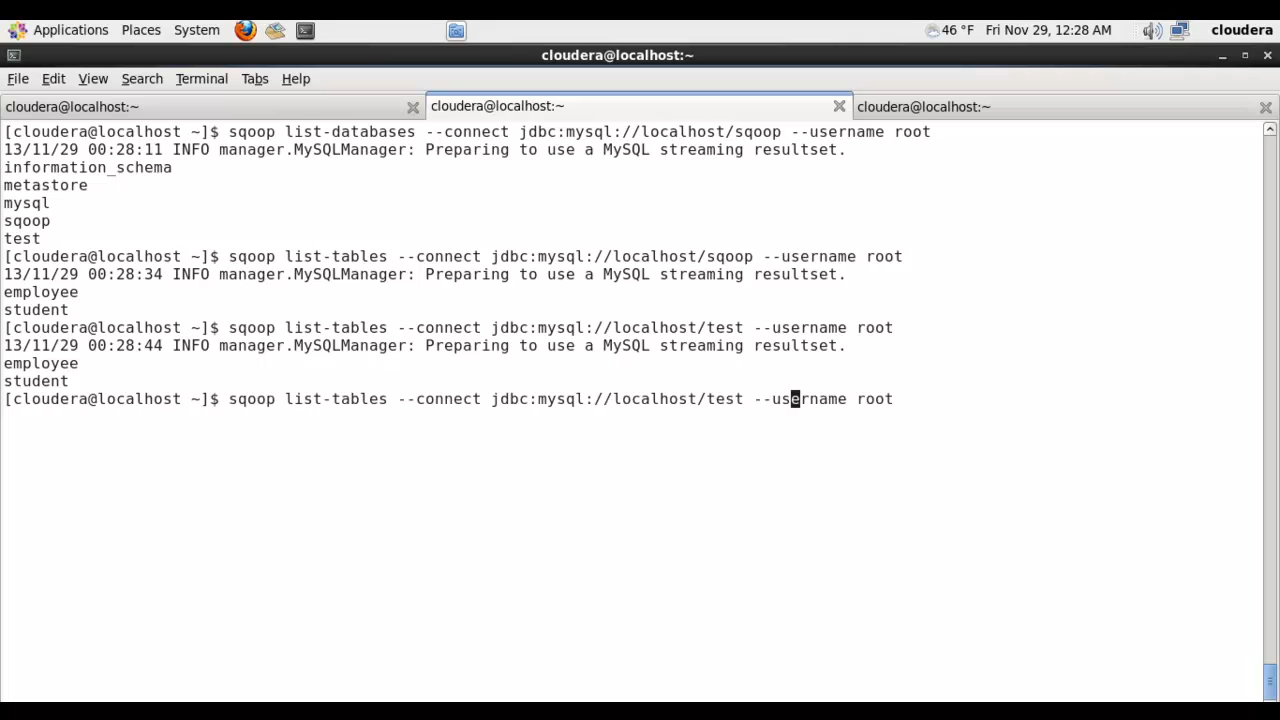 Applications Places System 46 °F Fri Nov 29, 12:28 AM cloudera
cloudera@localhost:~
File Edit View Search Terminal Tabs Help
cloudera@localhost:~ cloudera@localhost:~ cloudera@localhost:~
[cloudera@localhost ~]$ sqoop list-databases --connect jdbc:mysql://localhost/sqoop --username root
13/11/29 00:28:11 INFO manager.MySQLManager: Preparing to use a MySQL streaming resultset.
information_schema
metastore
mysql
sqoop
test
[cloudera@localhost ~]$ sqoop list-tables --connect jdbc:mysql://localhost/sqoop --username root
13/11/29 00:28:34 INFO manager.MySQLManager: Preparing to use a MySQL streaming resultset.
employee
student
[cloudera@localhost ~]$ sqoop list-tables --connect jdbc:mysql://localhost/test --username root
13/11/29 00:28:44 INFO manager.MySQLManager: Preparing to use a MySQL streaming resultset.
employee
student
[cloudera@localhost ~]$ sqoop list-tables --connect jdbc:mysql://localhost/test --username root